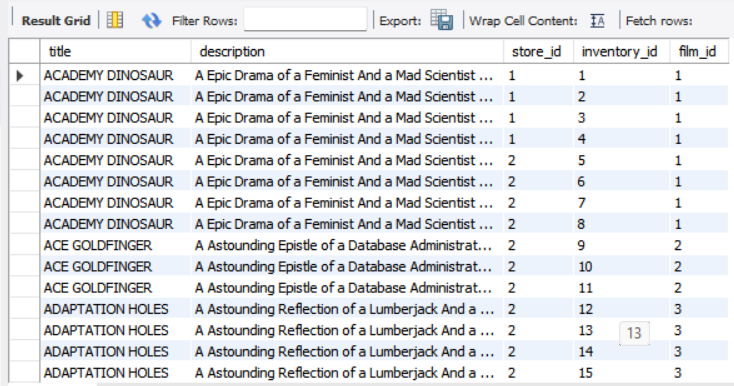 Result Grid Filter Rows: Export: Wrap Cell Content: IA Fetch rows:
title description store_id inventory_id film_id
ACADEMY DINOSAUR A Epic Drama of a Feminist And a Mad Scientist ... 1 1 1
ACADEMY DINOSAUR A Epic Drama of a Feminist And a Mad Scientist ... 1 2 1
ACADEMY DINOSAUR A Epic Drama of a Feminist And a Mad Scientist ... 1 3 1
ACADEMY DINOSAUR A Epic Drama of a Feminist And a Mad Scientist ... 1 4 1
ACADEMY DINOSAUR A Epic Drama of a Feminist And a Mad Scientist ... 2 5 1
ACADEMY DINOSAUR A Epic Drama of a Feminist And a Mad Scientist ... 2 6 1
ACADEMY DINOSAUR A Epic Drama of a Feminist And a Mad Scientist ... 2 7 1
ACADEMY DINOSAUR A Epic Drama of a Feminist And a Mad Scientist ... 2 8 1
ACE GOLDFINGER A Astounding Epistle of a Database Administrat... 2 9 2
ACE GOLDFINGER A Astounding Epistle of a Database Administrat... 2 10 2
ACE GOLDFINGER A Astounding Epistle of a Database Administrat... 2 11 2
ADAPTATION HOLES A Astounding Reflection of a Lumberjack And a ... 2 12 3
ADAPTATION HOLES A Astounding Reflection of a Lumberjack And a ... 2 13 13 3
ADAPTATION HOLES A Astounding Reflection of a Lumberjack And a ... 2 14 3
ADAPTATION HOLES A Astounding Reflection of a Lumberjack And a ... 2 15 3